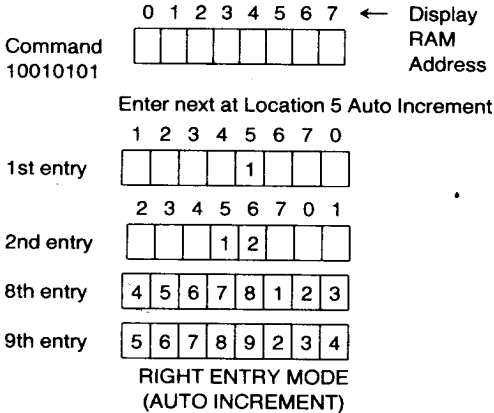 0 1 2 3 4 5 6 7 ← Display
Command RAM
10010101 Address
Enter next at Location 5 Auto Increment
1 2 3 4 5 6 7 0
1st entry 1
2 3 4 5 6 7 0 1
2nd entry 1 2
8th entry 4 5 6 7 8 1 2 3
9th entry 5 6 7 8 9 2 3 4
RIGHT ENTRY MODE
(AUTO INCREMENT)